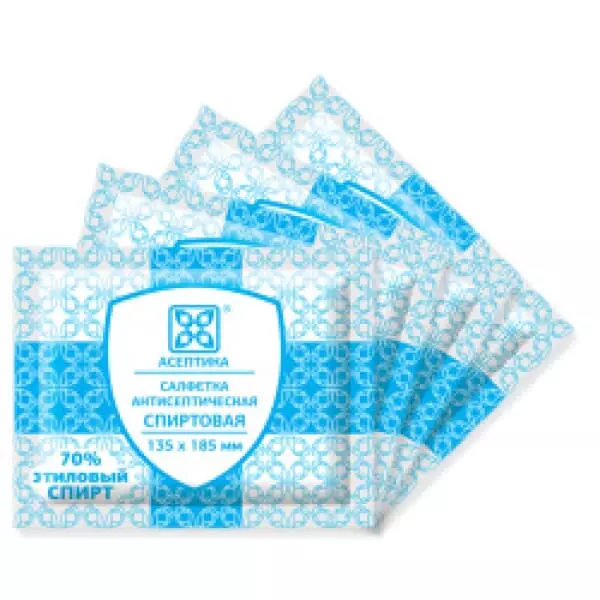 ®
АСЕПТИКА
САЛФЕТКА
АНТИСЕПТИЧЕСКАЯ
СПИРТОВАЯ
135 х 185 мм
70%
ЭТИЛОВЫЙ
СПИРТ